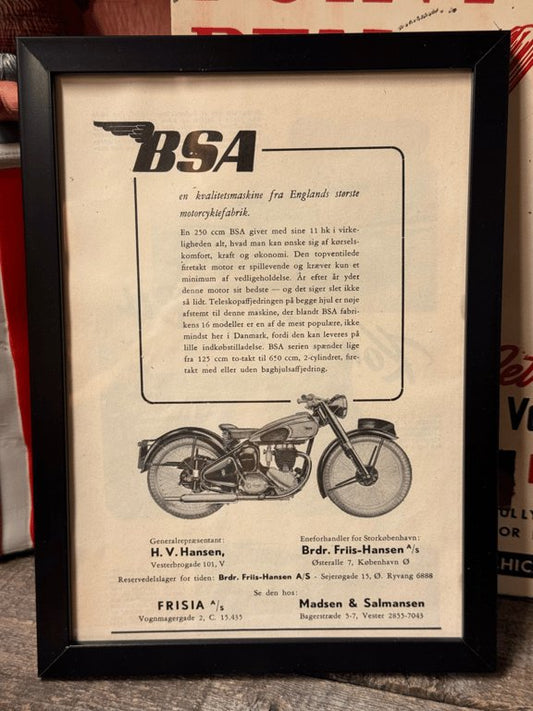 BSA
en kvalitetsmaskine fra Englands største
motorcyklefabrik.
En 250 ccm BSA giver med sine 11 hk i virke-
ligheden alt, hvad man kan ønske sig af kørsels-
komfort, kraft og økonomi. Den topventilede
firetakt motor er spillevende og kræver kun et
minimum af vedligeholdelse. År efter år yder
denne motor sit bedste — og det siger slet ikke
så lidt. Teleskopaffjedringen på begge hjul er nøje
afstemt til denne maskine, der blandt BSA fabri-
kens 16 modeller er en af de mest populære, ikke
mindst her i Danmark, fordi den kan leveres på
lille indkøbstilladelse. BSA serien spænder lige
fra 125 ccm to-takt til 650 ccm, 2-cylindret, fire-
takt med eller uden baghjulsaffjedring.
Generalrepræsentant:
H. V. Hansen,
Vesterbrogade 101, V
Eneforhandler for Storkøbenhavn:
Brdr. Friis-Hansen A/s
Østeralle 7, København Ø
Reservedelslager for tiden: Brdr. Friis-Hansen A/S - Sejerøgade 15, Ø. Ryvang 6888
Se den hos:
FRISIA A/s
Vognmagergade 2, C. 15.435
Madsen & Salmansen
Bagerstræde 5-7, Vester 2855-7043